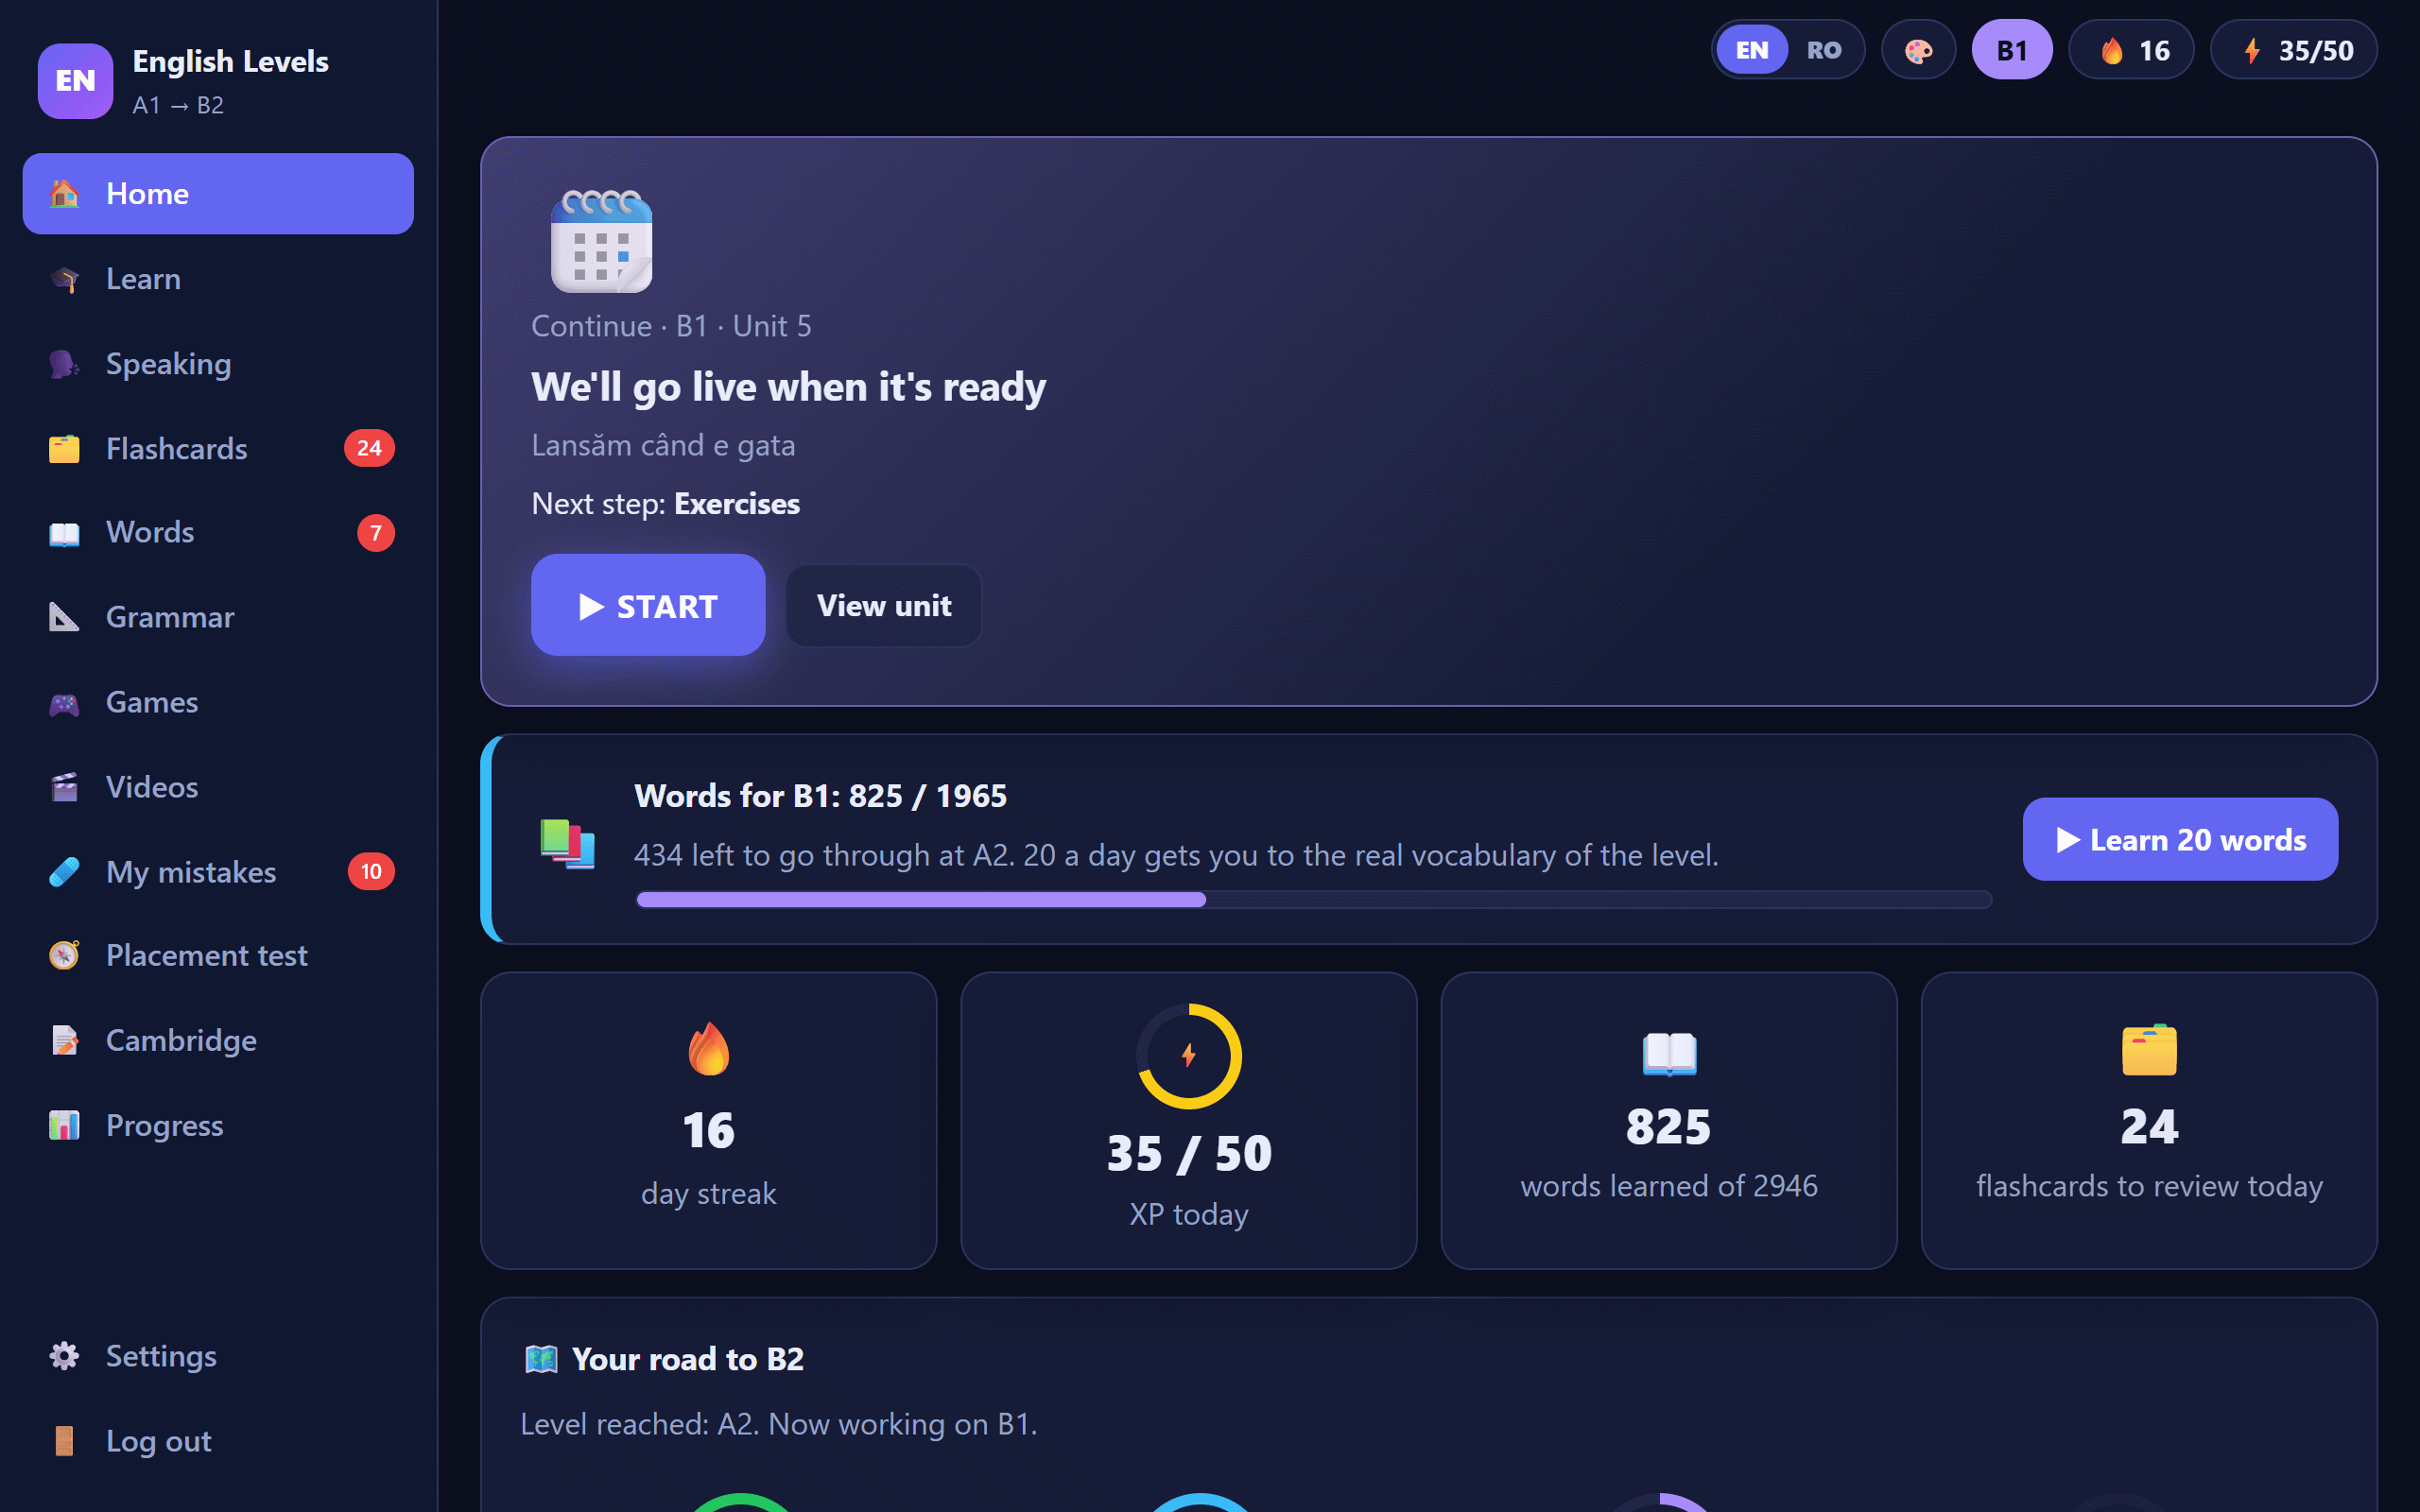 EN
English Levels
A1 → B2
Home
Learn
Speaking
Flashcards 24
Words 7
Grammar
Games
Videos
My mistakes 10
Placement test
Cambridge
Progress
Settings
Log out
EN RO B1 16 35/50
Continue · B1 · Unit 5
We'll go live when it's ready
Lansăm când e gata
Next step: Exercises
▶ START
View unit
Words for B1: 825 / 1965
434 left to go through at A2. 20 a day gets you to the real vocabulary of the level.
▶ Learn 20 words
16
day streak
35 / 50
XP today
825
words learned of 2946
24
flashcards to review today
Your road to B2
Level reached: A2. Now working on B1.